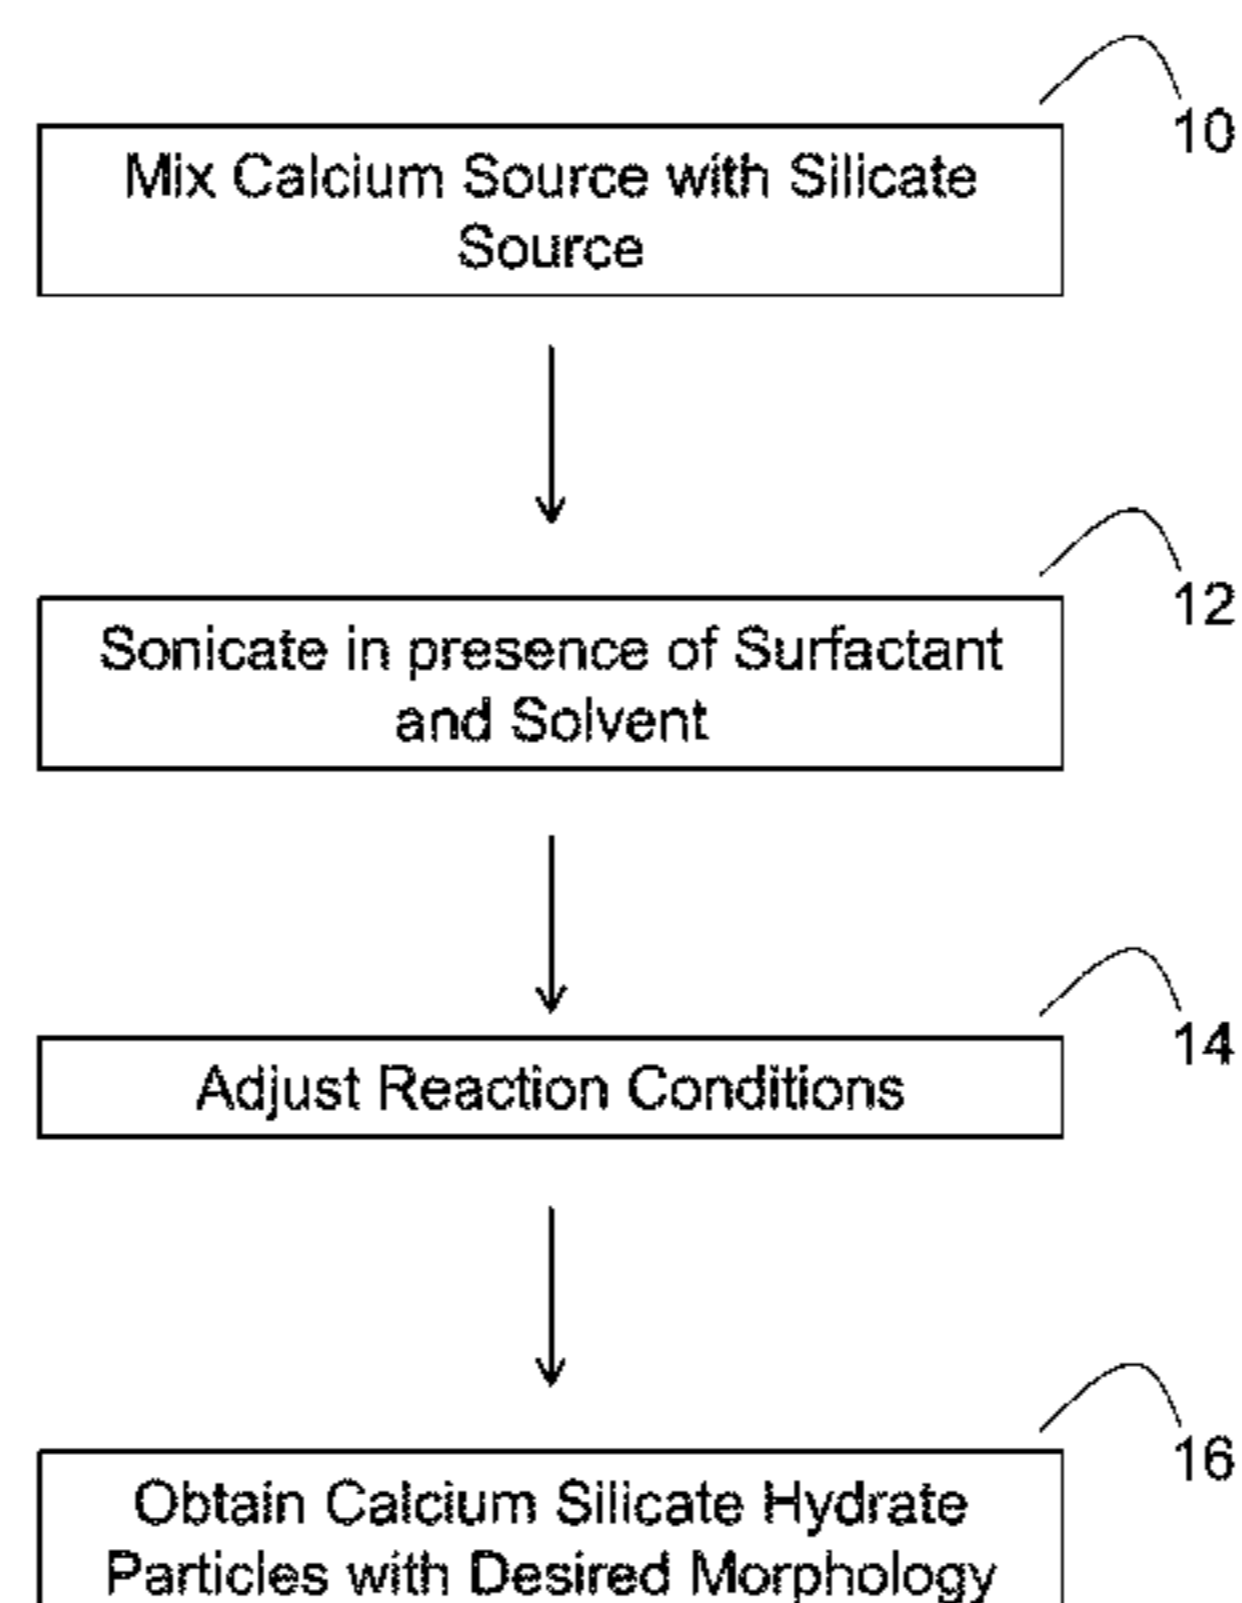 10
Mix Calcium Source with Silicate
Source
12
Sonicate in presence of Surfactant
and Solvent
14
Adjust Reaction Conditions
16
Obtain Calcium Silicate Hydrate
Particles with Desired Morphology